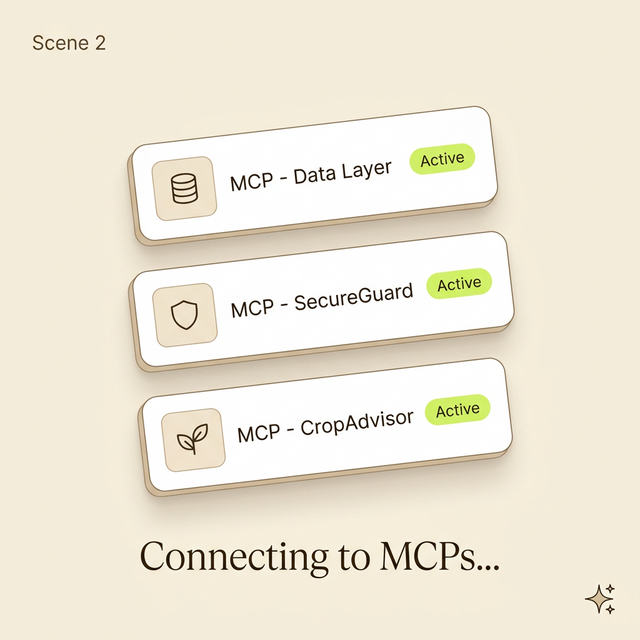 Scene 2
MCP - Data Layer
Active
MCP - SecureGuard
Active
MCP - CropAdvisor
Active
Connecting to MCPs...